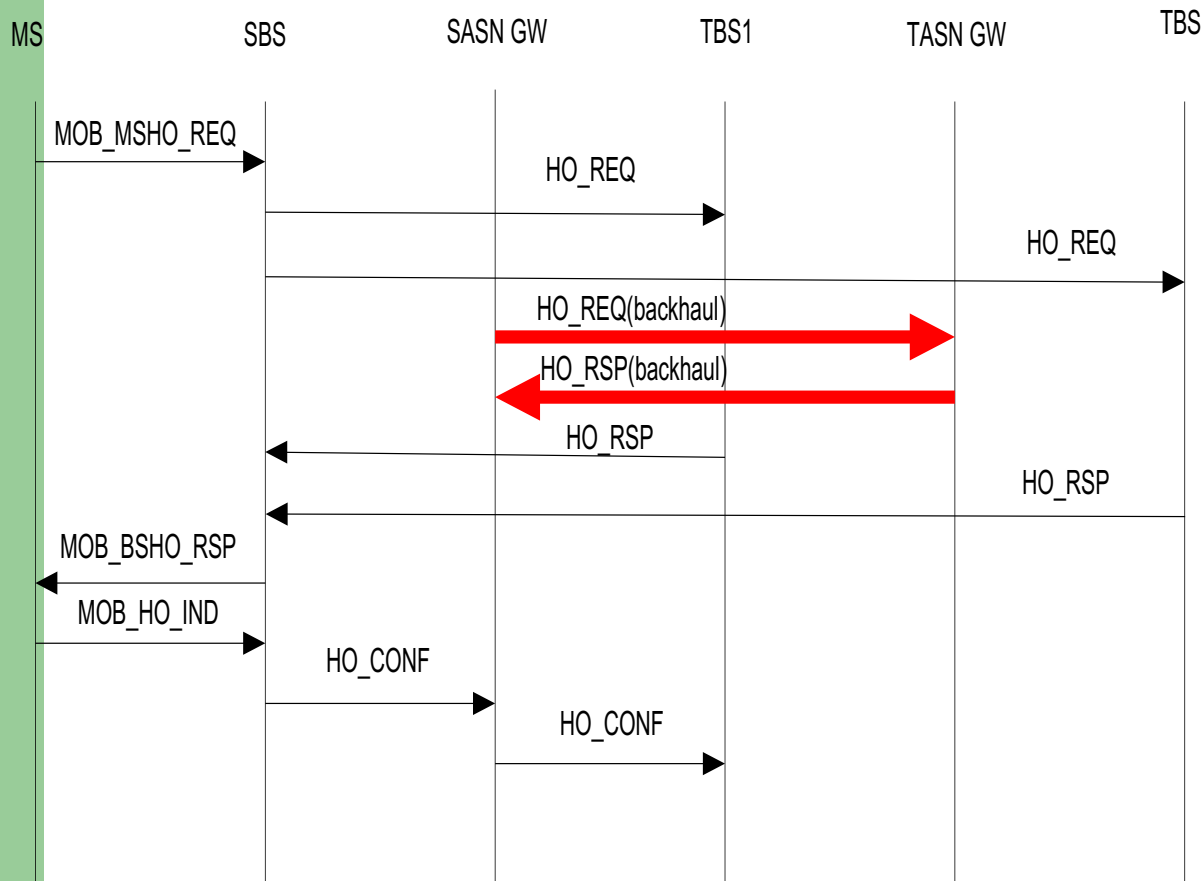 MS
SBS
SASN GW
TBS1
TASN GW
TBS
MOB_MSHO_REQ
HO_REQ
HO_REQ
HO_REQ(backhaul)
HO_RSP(backhaul)
HO_RSP
HO_RSP
MOB_BSHO_RSP
MOB_HO_IND
HO_CONF
HO_CONF